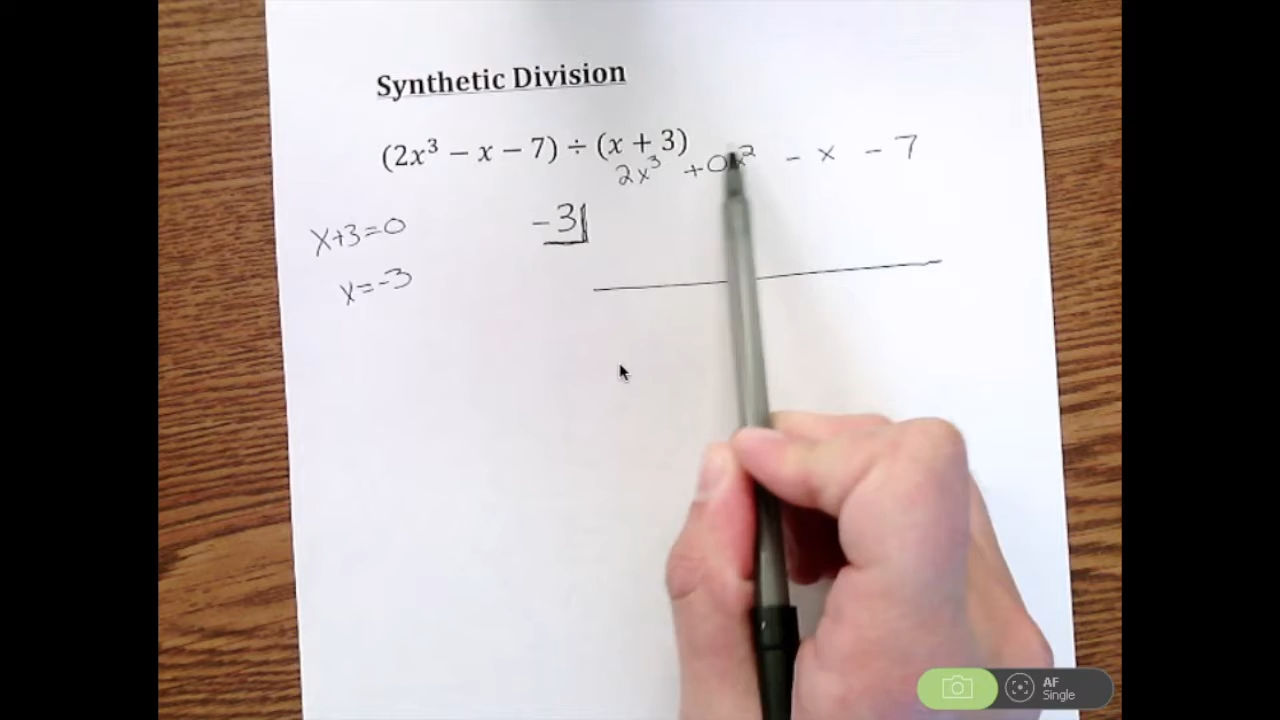 Synthetic Division
(2x³ − x − 7) ÷ (x + 3)
2x³ +0x² - x - 7
x+3=0
-3
x=-3
AF
Single